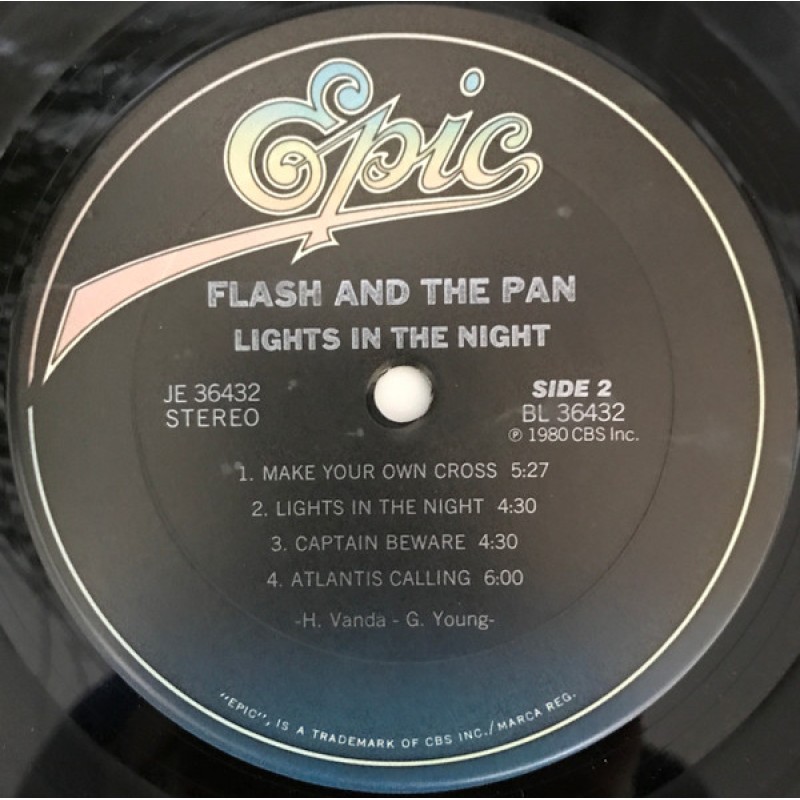 Epic
FLASH AND THE PAN
LIGHTS IN THE NIGHT
JE 36432
STEREO
SIDE 2
BL 36432
℗ 1980 CBS Inc.
1. MAKE YOUR OWN CROSS 5:27
2. LIGHTS IN THE NIGHT 4:30
3. CAPTAIN BEWARE 4:30
4. ATLANTIS CALLING 6:00
-H. Vanda - G. Young-
"EPIC", IS A TRADEMARK OF CBS INC./MARCA REG.